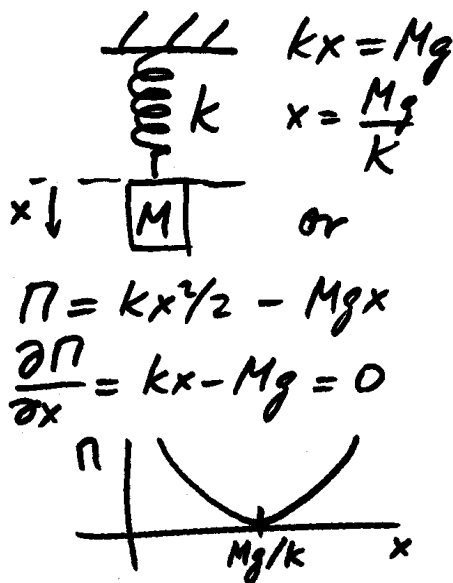 kx = Mg
k
x = Mg/k
x ↓
M
or
Π = kx²/2 - Mgx
∂Π/∂x = kx - Mg = 0
Π
Mg/k
x